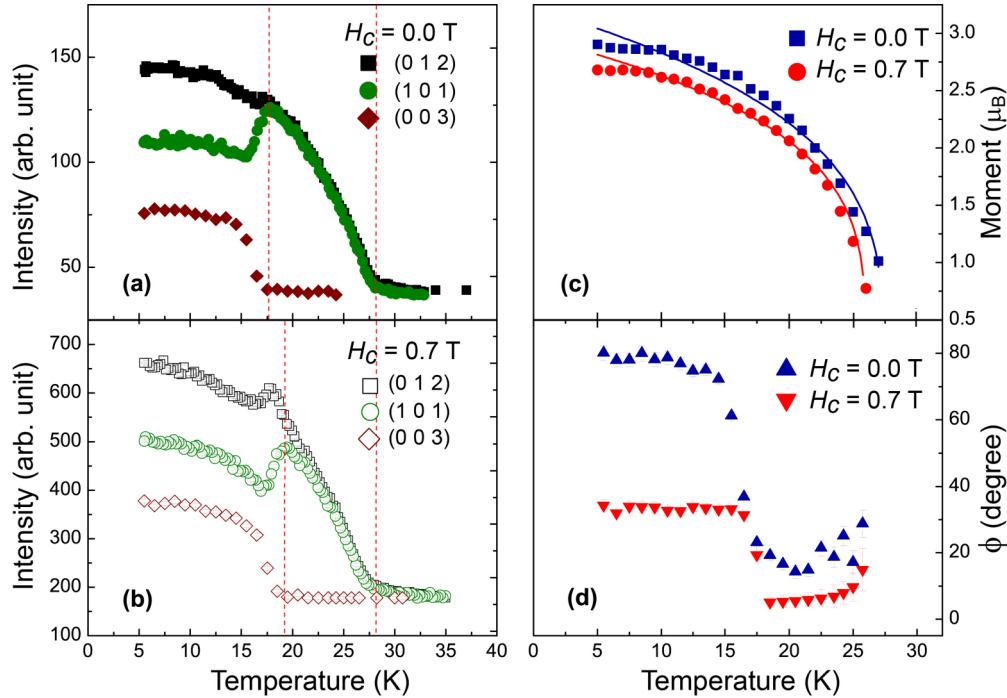 H_C = 0.0 T
(0 1 2)
(1 0 1)
(0 0 3)
150
100
50
Intensity (arb. unit)
(a)
H_C = 0.7 T
(0 1 2)
(1 0 1)
(0 0 3)
700
600
500
400
300
200
100
Intensity (arb. unit)
(b)
0 5 10 15 20 25 30 35 40
Temperature (K)
H_C = 0.0 T
H_C = 0.7 T
3.0
2.5
2.0
1.5
1.0
0.5
Moment (μ_B)
(c)
H_C = 0.0 T
H_C = 0.7 T
80
60
40
20
0
ϕ (degree)
(d)
0 5 10 15 20 25 30
Temperature (K)